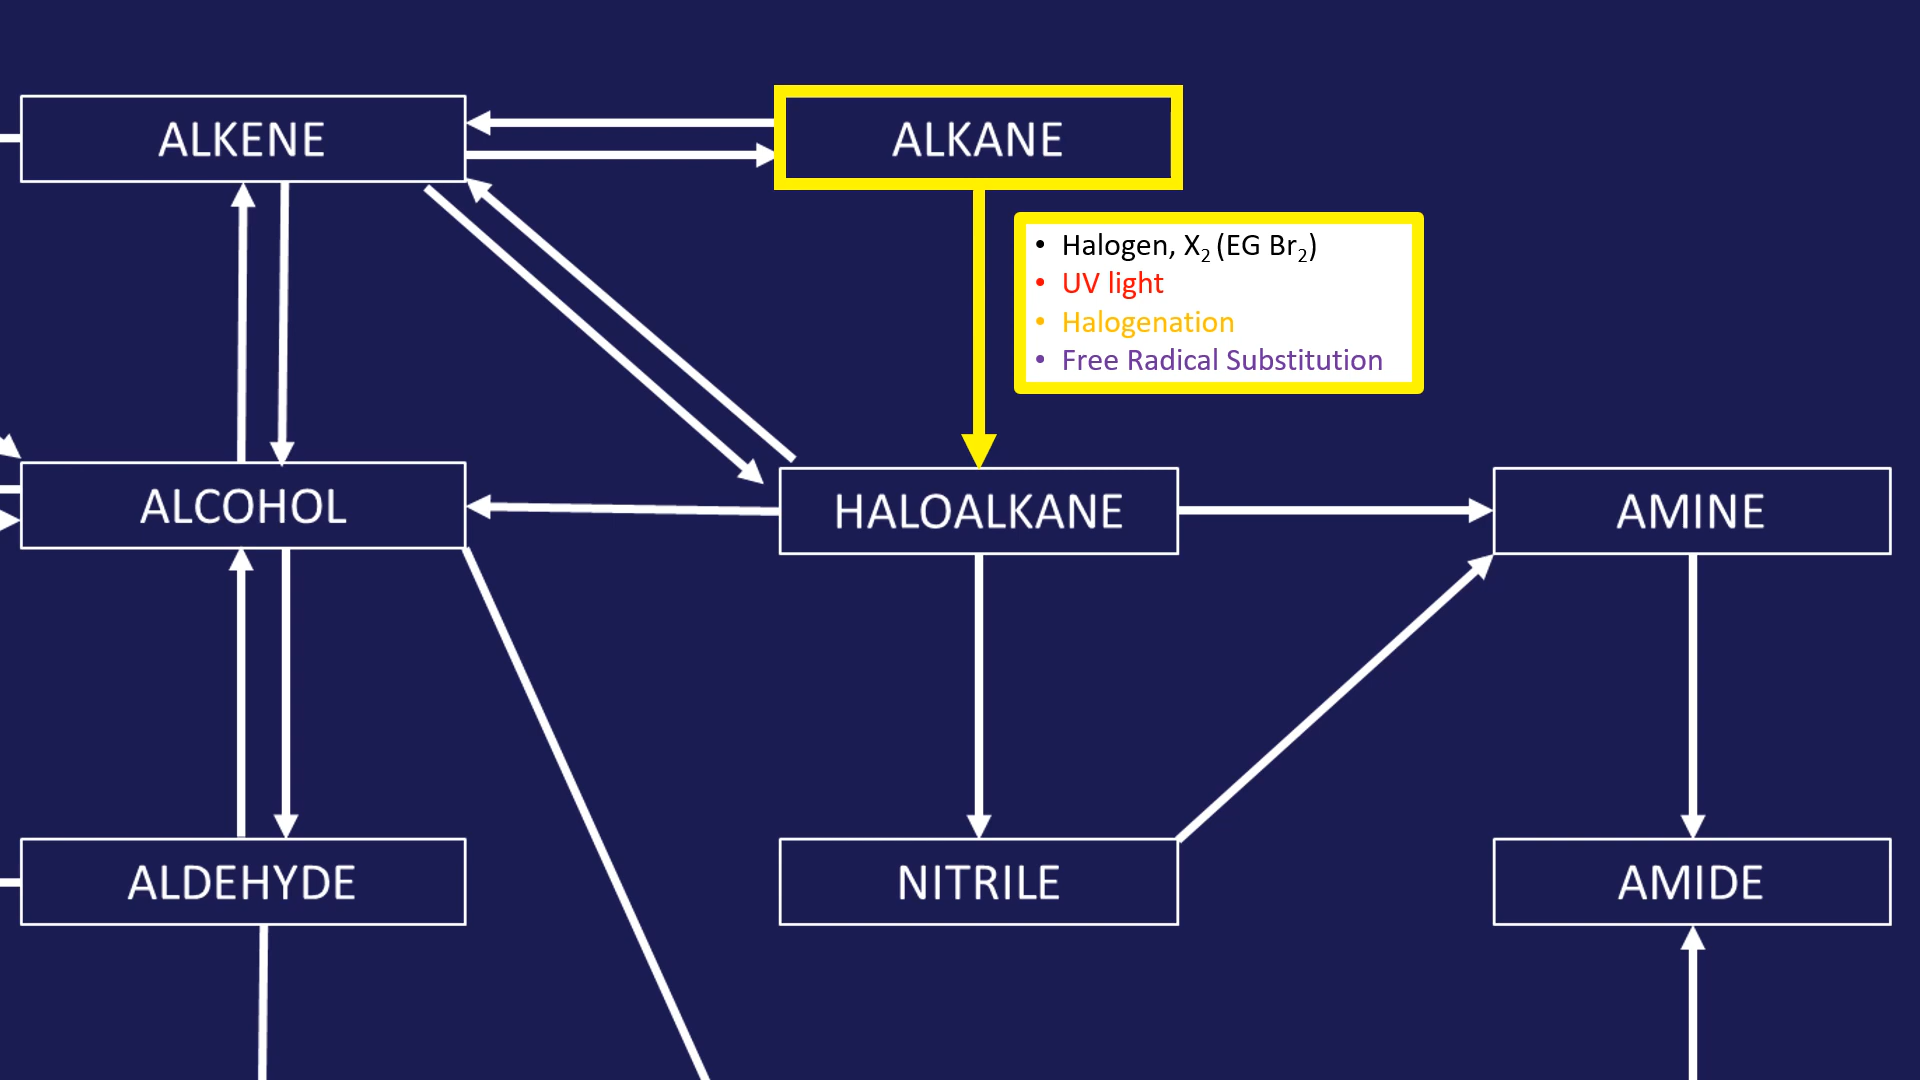 ALKENE
ALKANE
• Halogen, X₂ (EG Br₂)
• UV light
• Halogenation
• Free Radical Substitution
ALCOHOL
HALOALKANE
AMINE
ALDEHYDE
NITRILE
AMIDE